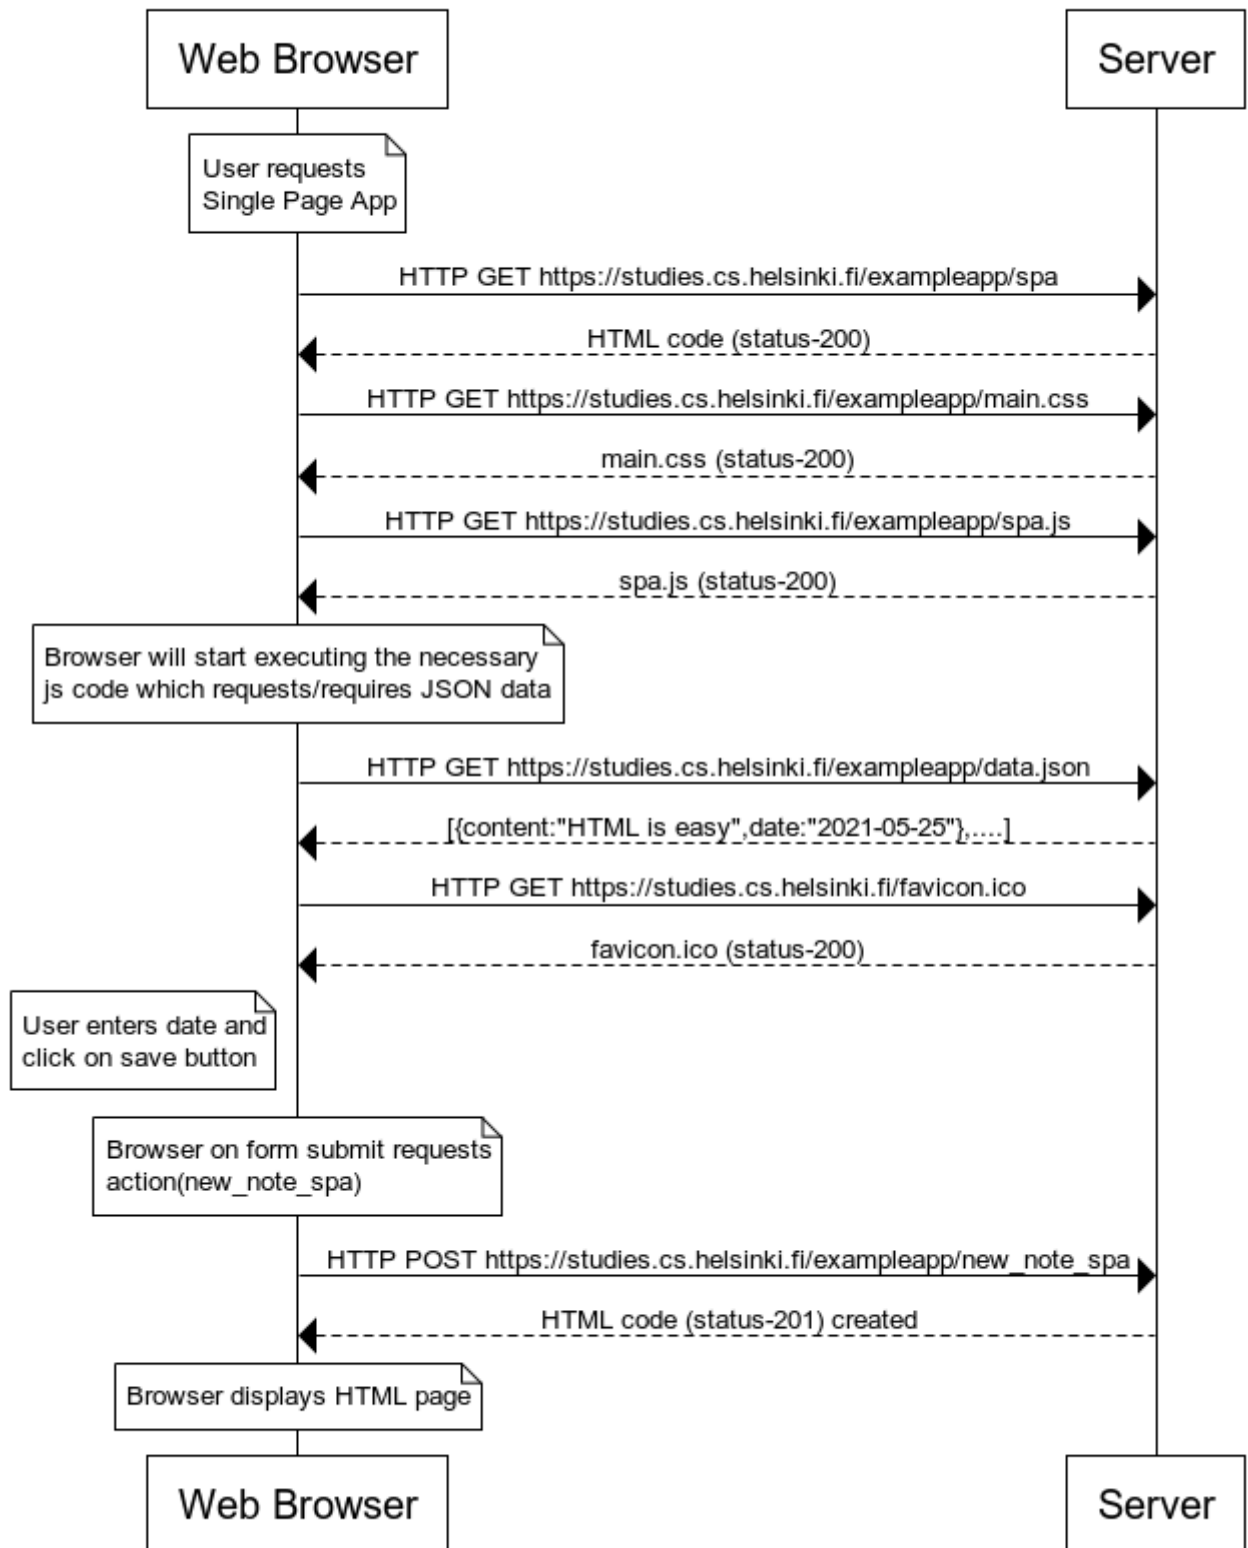 Web Browser
Server
User requests
Single Page App
HTTP GET https://studies.cs.helsinki.fi/exampleapp/spa
HTML code (status-200)
HTTP GET https://studies.cs.helsinki.fi/exampleapp/main.css
main.css (status-200)
HTTP GET https://studies.cs.helsinki.fi/exampleapp/spa.js
spa.js (status-200)
Browser will start executing the necessary
js code which requests/requires JSON data
HTTP GET https://studies.cs.helsinki.fi/exampleapp/data.json
[{content:"HTML is easy",date:"2021-05-25"},....]
HTTP GET https://studies.cs.helsinki.fi/favicon.ico
favicon.ico (status-200)
User enters date and
click on save button
Browser on form submit requests
action(new_note_spa)
HTTP POST https://studies.cs.helsinki.fi/exampleapp/new_note_spa
HTML code (status-201) created
Browser displays HTML page
Web Browser
Server